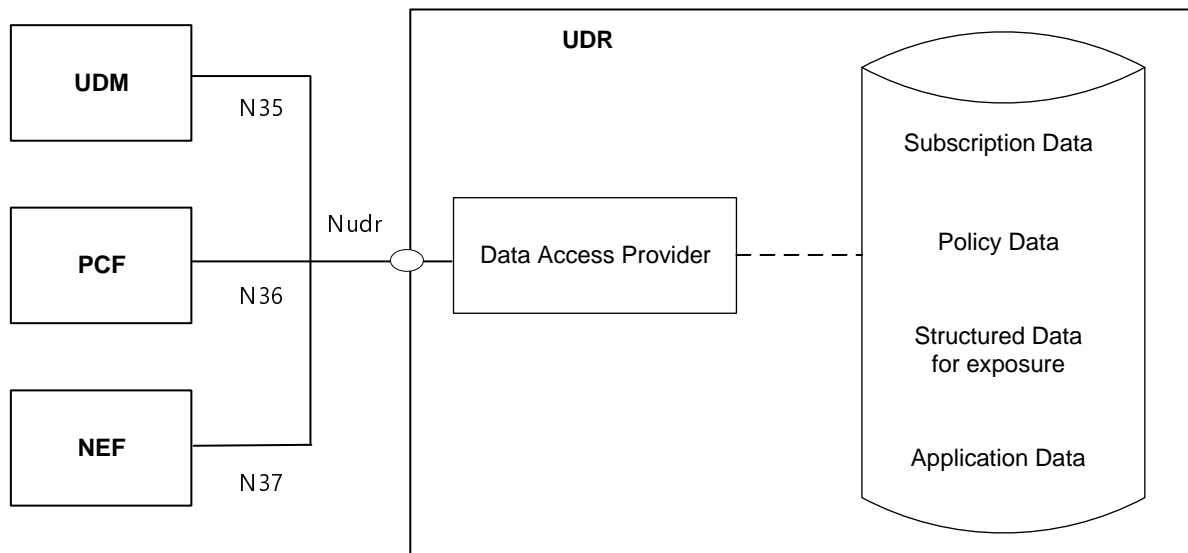 UDR
UDM
N35
Subscription Data
Nudr
PCF
N36
Data Access Provider
Policy Data
Structured Data
for exposure
NEF
N37
Application Data